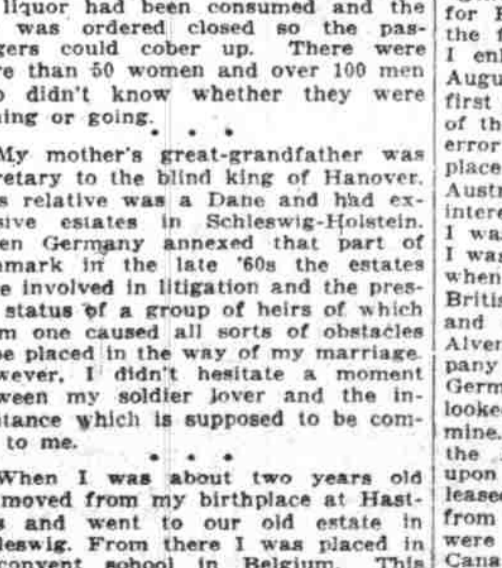 liquor had been consumed and the
was ordered closed so the pas-
gers could cober up. There were
re than 50 women and over 100 men
o didn't know whether they were
ing or going.
My mother's great-grandfather was
retary to the blind king of Hanover.
s relative was a Dane and had ex-
sive estates in Schleswig-Holstein.
en Germany annexed that part of
nmark in the late '60s the estates
e involved in litigation and the pres-
status of a group of heirs of which
m one caused all sorts of obstacles
be placed in the way of my marriage.
wever, I didn't hesitate a moment
ween my soldier lover and the in-
itance which is supposed to be com-
to me.
When I was about two years old
moved from my birthplace at Hast-
s and went to our old estate in
leswig. From there I was placed in
convent school in Belgium. This
for
the f
I enl
Augu
first
of the
error
place
Aust
inter
I wa
I was
when
Britis
and
Alver
pany
Germ
looke
mine.
the
upon
lease
from
were
Cana